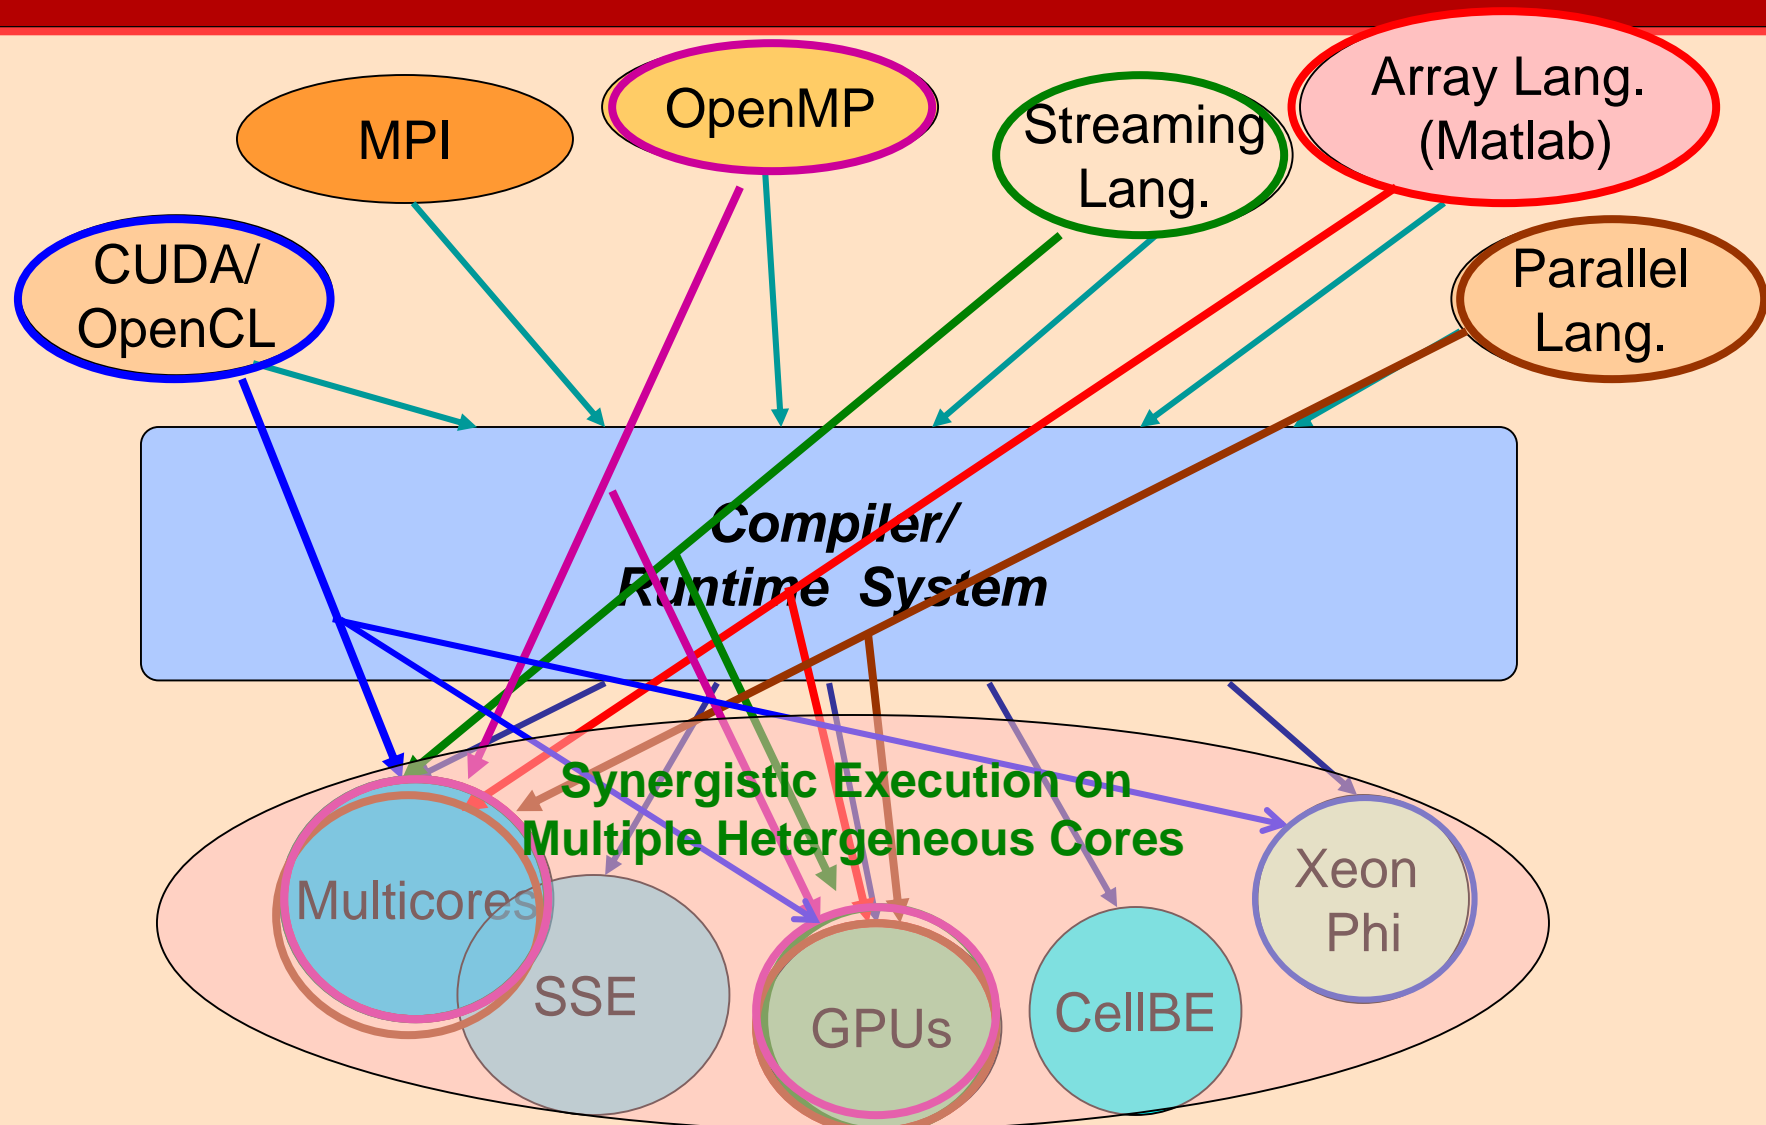 MPI
OpenMP
Streaming
Lang.
Array Lang.
(Matlab)
CUDA/
OpenCL
Parallel
Lang.
Compiler/
Runtime System
Synergistic Execution on
Multiple Hetergeneous Cores
Multicores
SSE
GPUs
CellBE
Xeon
Phi